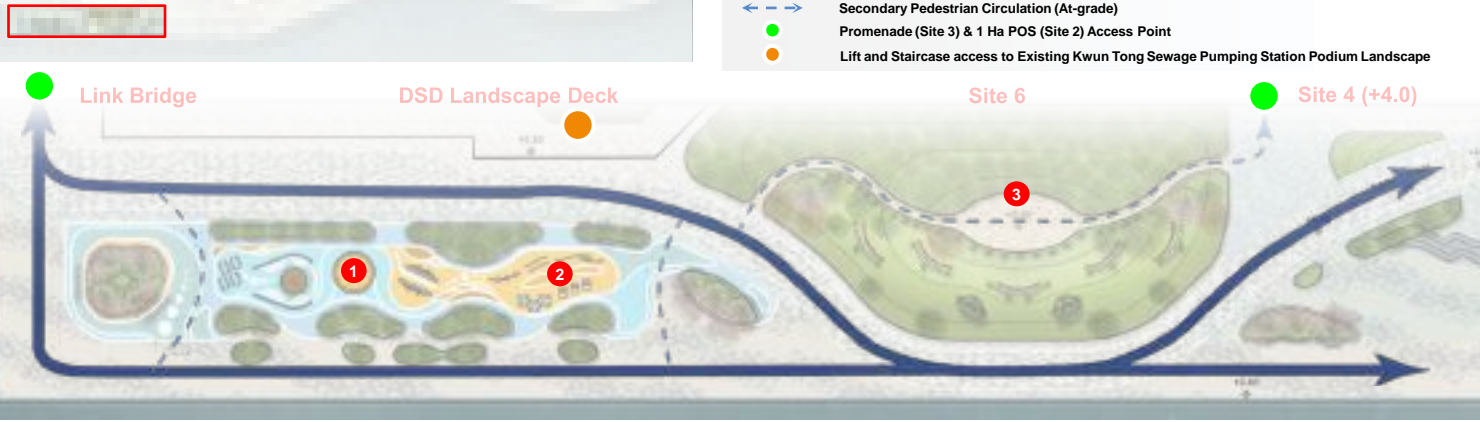 Secondary Pedestrian Circulation (At-grade)
Promenade (Site 3) & 1 Ha POS (Site 2) Access Point
Lift and Staircase access to Existing Kwun Tong Sewage Pumping Station Podium Landscape
Link Bridge
DSD Landscape Deck
Site 6
Site 4 (+4.0)
3
1
2